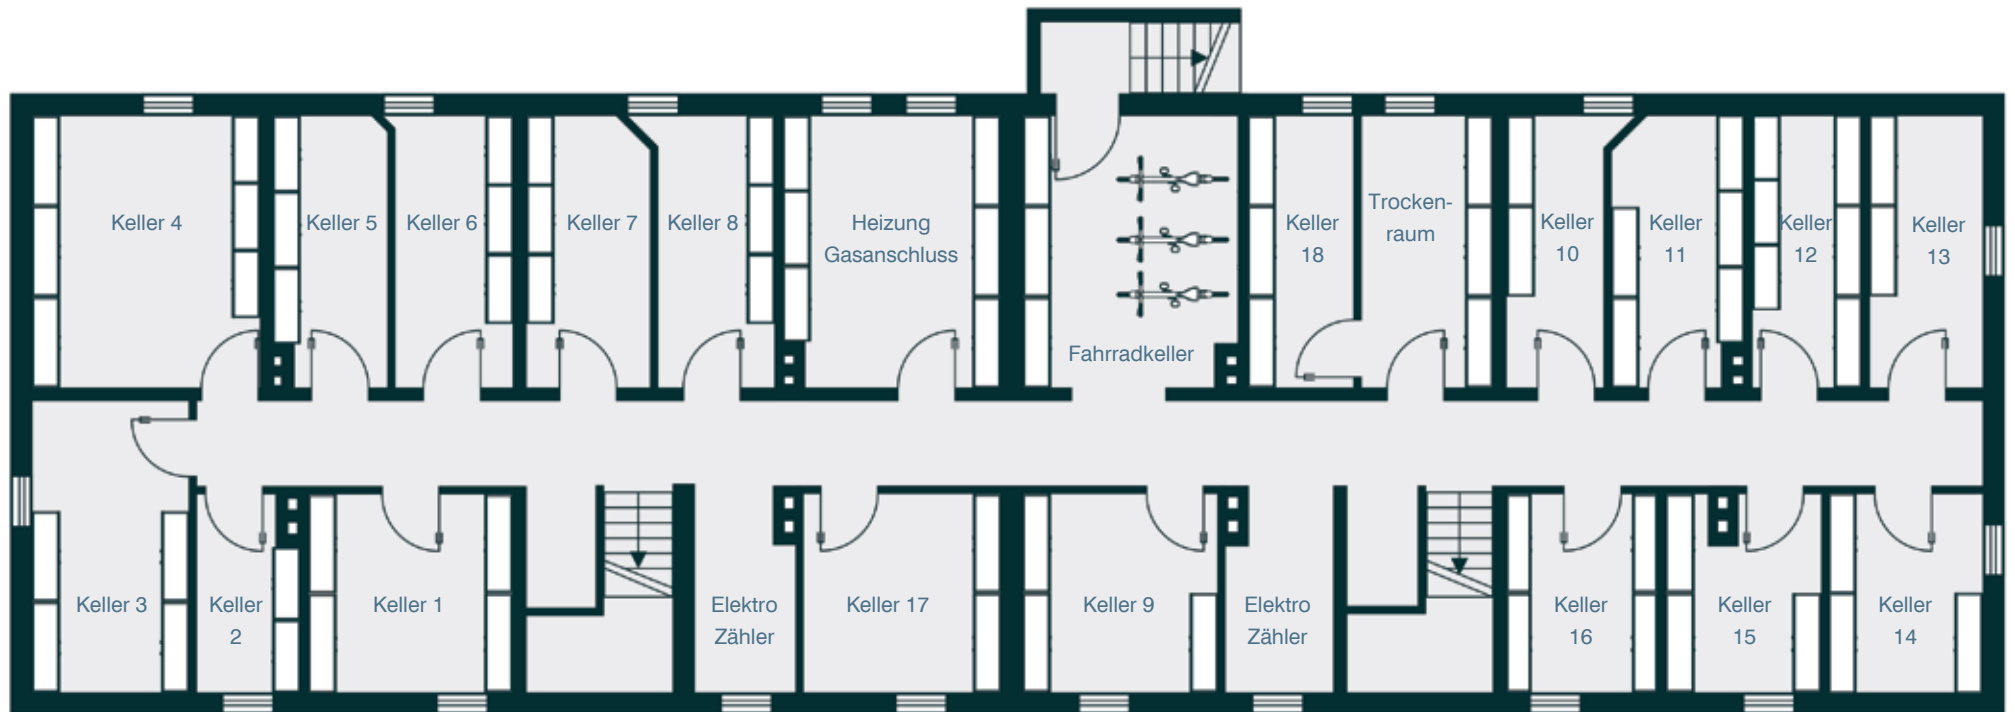 Keller 4
Keller 5
Keller 6
Keller 7
Keller 8
Heizung
Gasanschluss
Fahrradkeller
Keller
18
Trocken-
raum
Keller
10
Keller
11
Keller
12
Keller
13
Keller 3
Keller
2
Keller 1
Elektro
Zähler
Keller 17
Keller 9
Elektro
Zähler
Keller
16
Keller
15
Keller
14